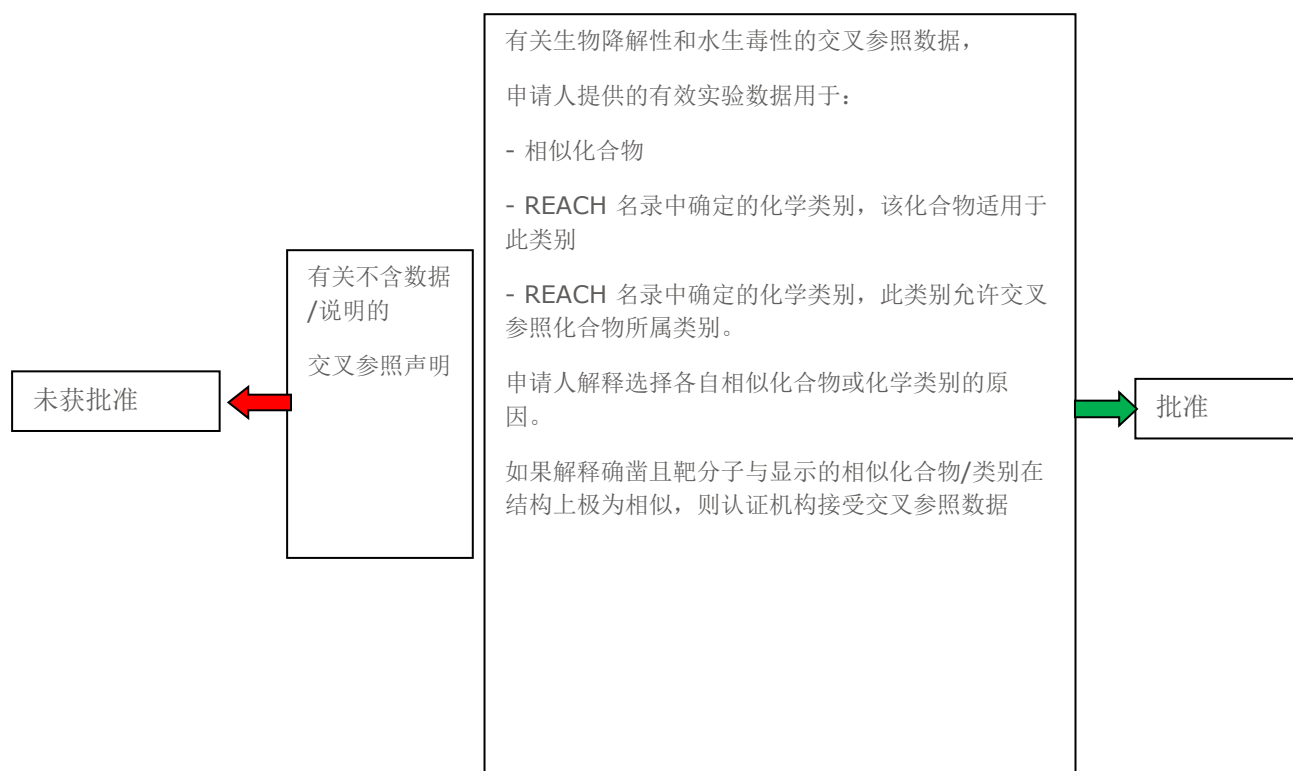 未获批准
有关不含数据
/说明的
交叉参照声明
有关生物降解性和水生毒性的交叉参照数据，
申请人提供的有效实验数据用于：
- 相似化合物
- REACH 名录中确定的化学类别，该化合物适用于
此类别
- REACH 名录中确定的化学类别，此类别允许交叉
参照化合物所属类别。
申请人解释选择各自相似化合物或化学类别的原
因。
如果解释确凿且靶分子与显示的相似化合物/类别在
结构上极为相似，则认证机构接受交叉参照数据
批准